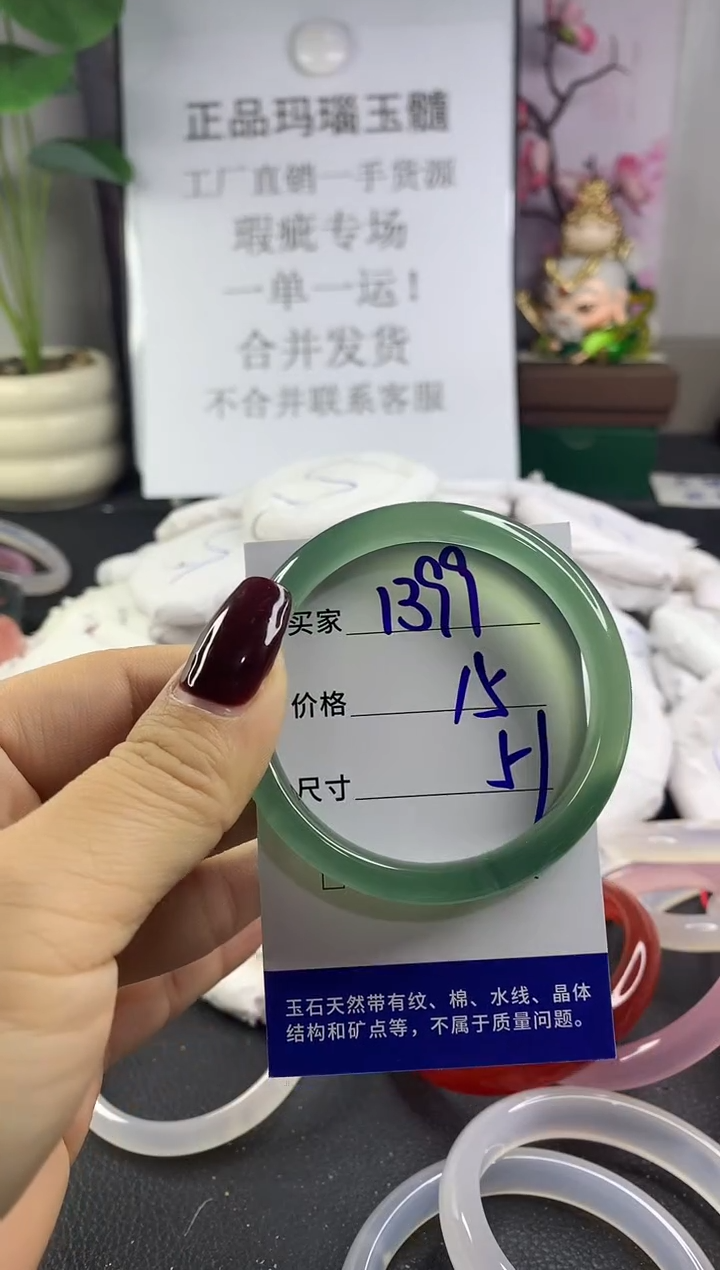 正品玛瑙玉髓
工厂直销一手货源
瑕疵专场
一单一运!
合并发货
不合并联系客服
买家 1399
价格 15
尺寸 51
玉石天然带有纹、棉、水线、晶体
结构和矿点等，不属于质量问题。